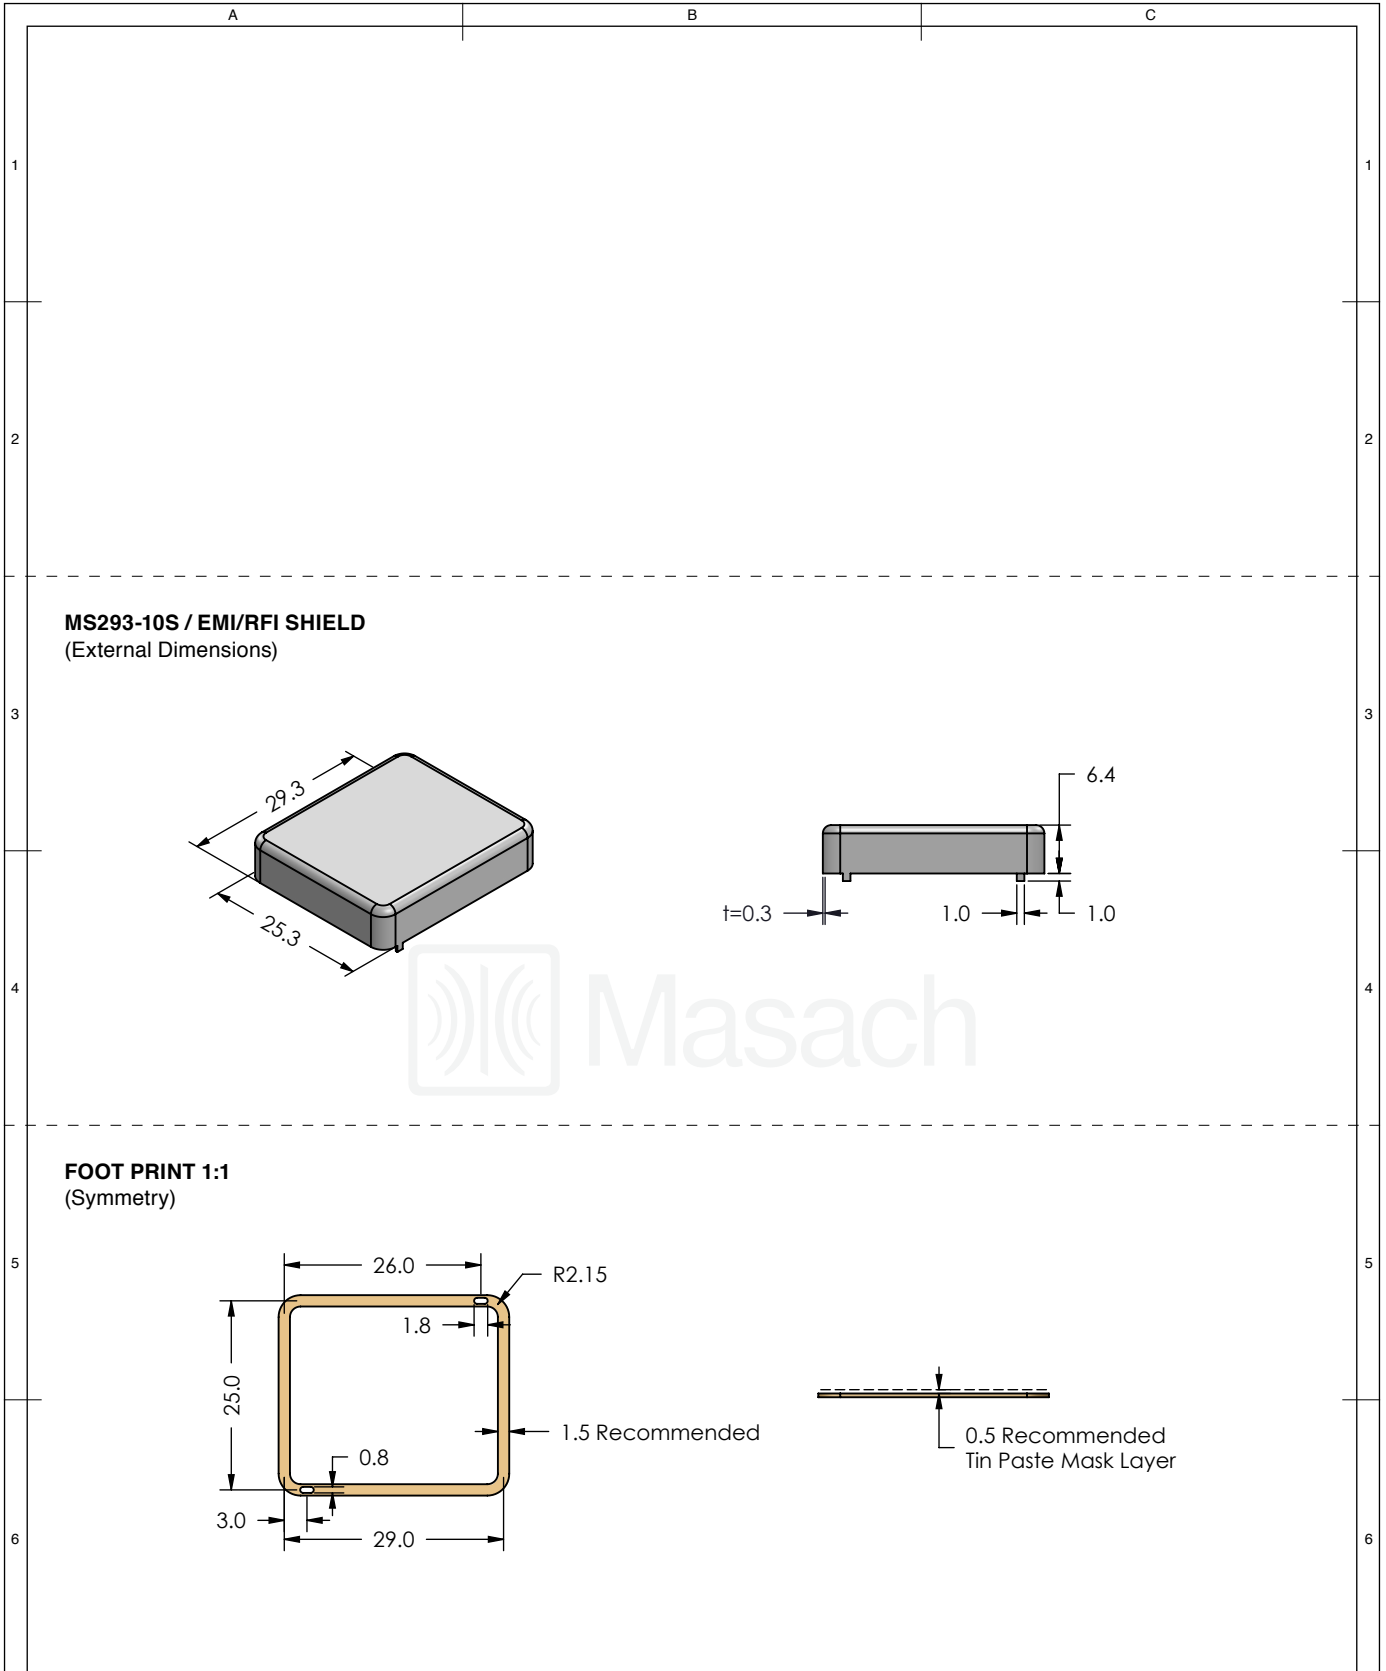 A B C
1 1
2 2
MS293-10S / EMI/RFI SHIELD
(External Dimensions)
3 3
29.3
25.3
6.4
t=0.3
1.0
1.0
Masach
4 4
FOOT PRINT 1:1
(Symmetry)
5 5
26.0
R2.15
1.8
25.0
1.5 Recommended
0.8
3.0
29.0
0.5 Recommended
Tin Paste Mask Layer
6 6